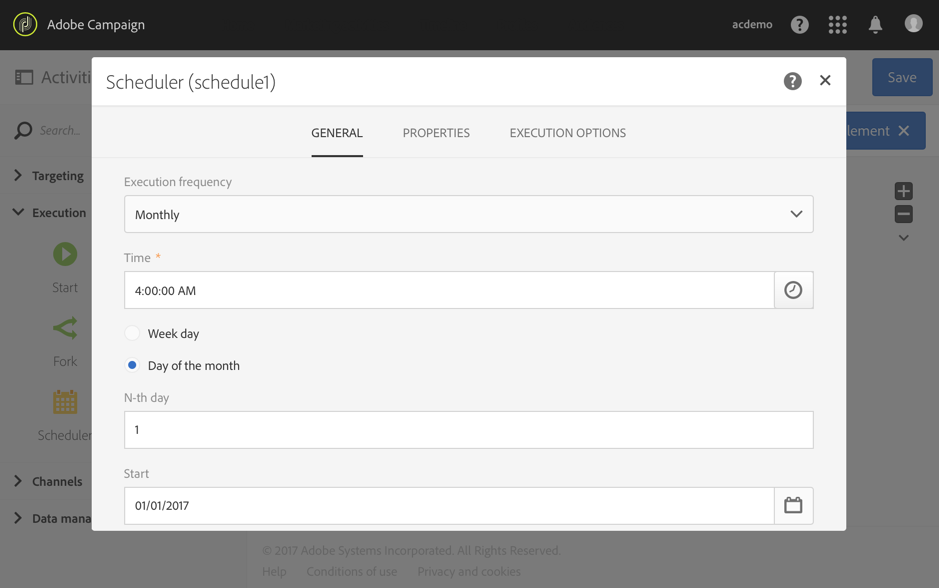 Adobe Campaign
acdemo
Activiti
Scheduler (schedule1)
Save
Search...
GENERAL PROPERTIES EXECUTION OPTIONS
lement
Targeting
Execution frequency
Monthly
Execution
Time *
Start
4:00:00 AM
Week day
Fork
Day of the month
N-th day
1
Scheduler
Start
Channels
01/01/2017
Data mana
© 2017 Adobe Systems Incorporated. All Rights Reserved.
Help Conditions of use Privacy and cookies